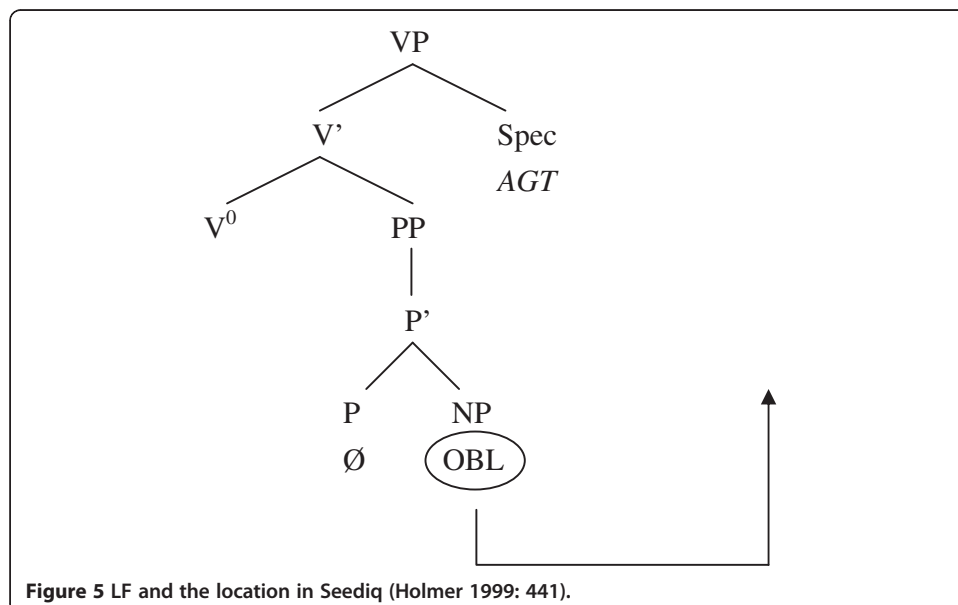 VP
V’ Spec
AGT
V⁰ PP
P’
P NP
Ø OBL
Figure 5 LF and the location in Seediq (Holmer 1999: 441).